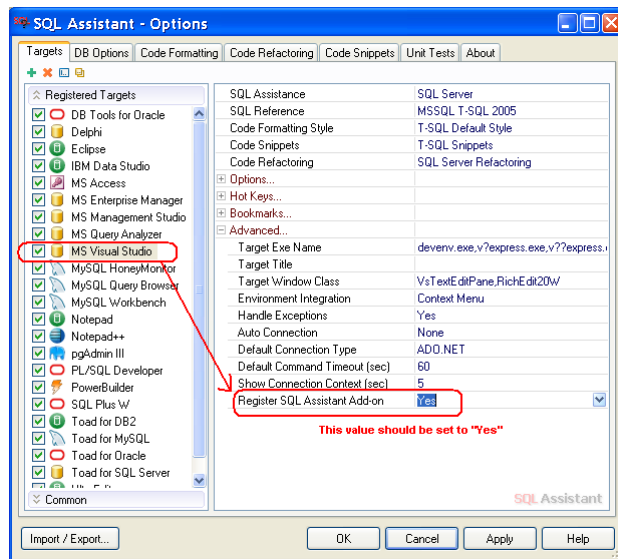 SQL Assistant - Options
Targets DB Options Code Formatting Code Refactoring Code Snippets Unit Tests About
Registered Targets
DB Tools for Oracle
Delphi
Eclipse
IBM Data Studio
MS Access
MS Enterprise Manager
MS Management Studio
MS Query Analyzer
MS Visual Studio
MySQL HoneyMonitor
MySQL Query Browser
MySQL Workbench
Notepad
Notepad++
pgAdmin III
PL/SQL Developer
PowerBuilder
SQL Plus W
Toad for DB2
Toad for MySQL
Toad for Oracle
Toad for SQL Server
Common
SQL Assistance SQL Server
SQL Reference MSSQL T-SQL 2005
Code Formatting Style T-SQL Default Style
Code Snippets T-SQL Snippets
Code Refactoring SQL Server Refactoring
Options...
Hot Keys...
Bookmarks...
Advanced...
Target Exe Name devenv.exe,v?express.exe,v??express.
Target Title
Target Window Class VsTextEditPane,RichEdit20W
Environment Integration Context Menu
Handle Exceptions Yes
Auto Connection None
Default Connection Type ADO.NET
Default Command Timeout (sec) 60
Show Connection Context (sec) 5
Register SQL Assistant Add-on Yes
This value should be set to "Yes"
SQL Assistant
Import / Export... OK Cancel Apply Help